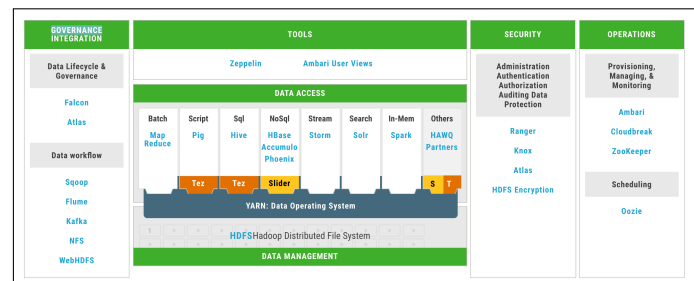 GOVERNANCE
INTEGRATION
Data Lifecycle &
Governance
Falcon
Atlas
Data workflow
Sqoop
Flume
Kafka
NFS
WebHDFS
TOOLS
Zeppelin Ambari User Views
DATA ACCESS
Batch Script Sql NoSql Stream Search In-Mem Others
Map Pig Hive HBase Storm Solr Spark HAWQ
Reduce Accumulo Partners
Phoenix
Tez Tez Slider S T
YARN: Data Operating System
HDFSHadoop Distributed File System
DATA MANAGEMENT
SECURITY
Administration
Authentication
Authorization
Auditing Data
Protection
Ranger
Knox
Atlas
HDFS Encryption
OPERATIONS
Provisioning,
Managing, &
Monitoring
Ambari
Cloudbreak
ZooKeeper
Scheduling
Oozie